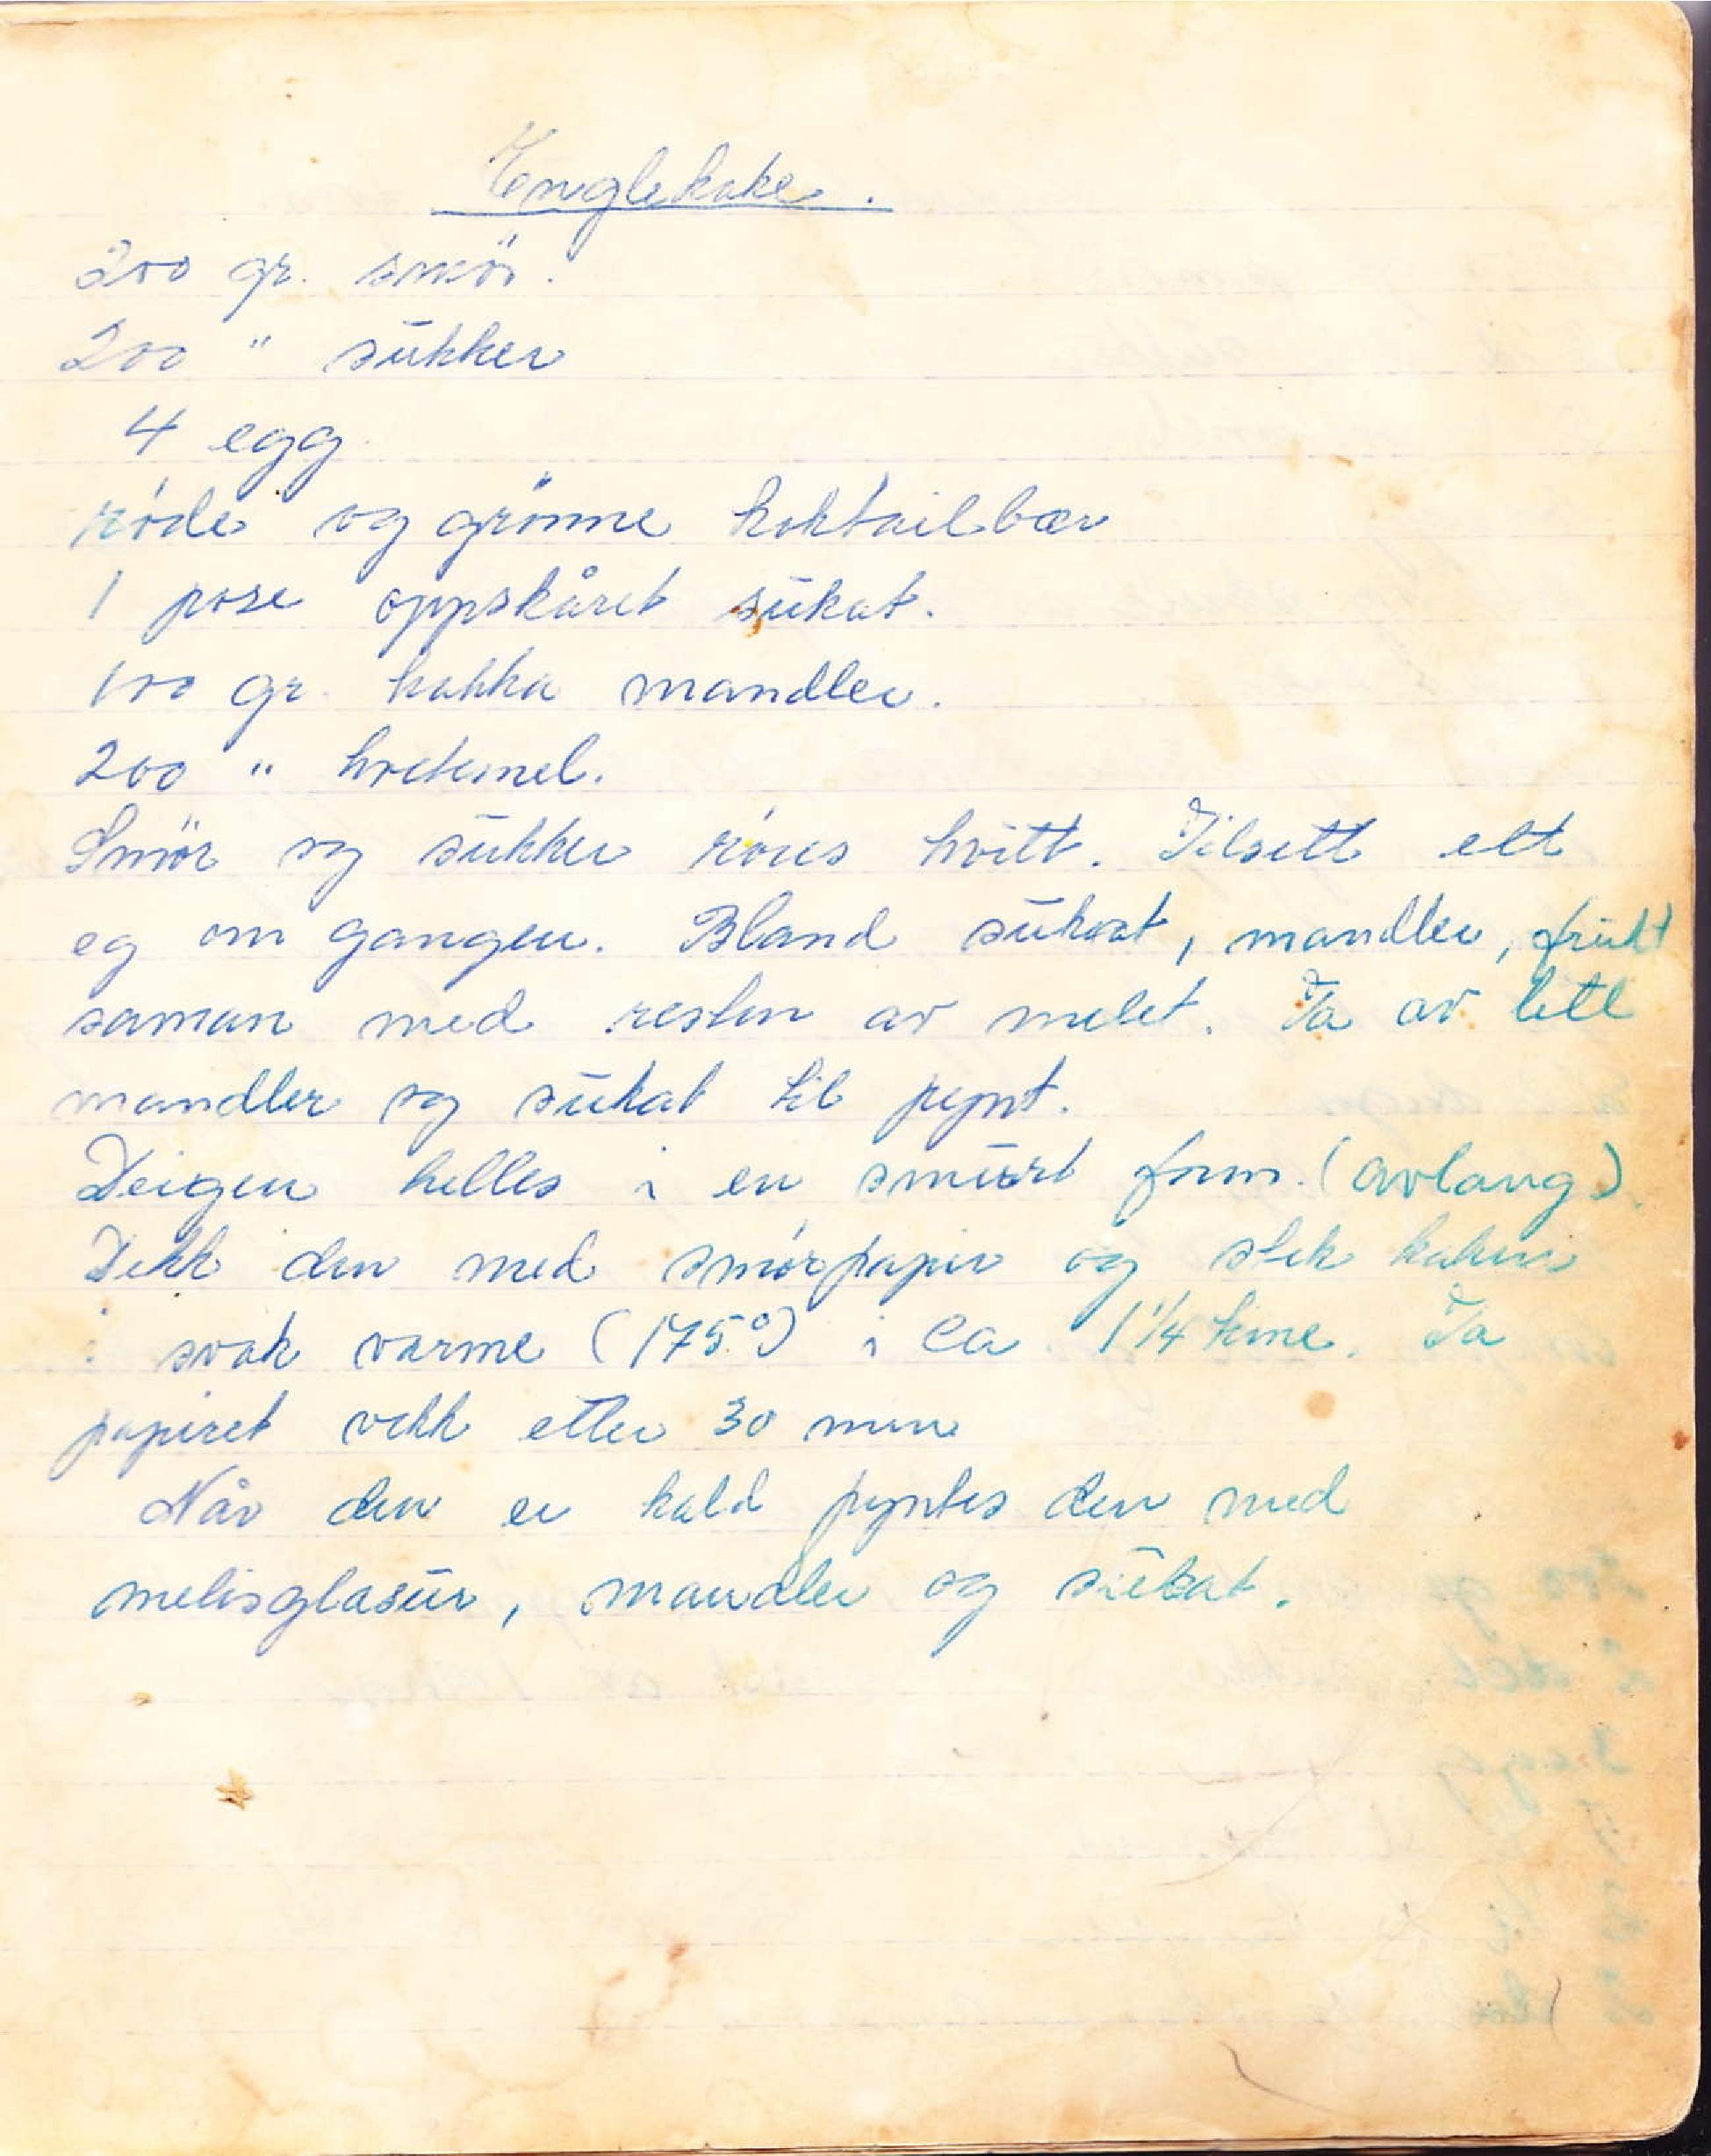 Englekake.
200 gr. smör.
200 " sukker
4 egg
röde og grönne koktailbær
1 pose oppskåret sukat.
100 gr. hakka mandler.
200 " hvetemel.
Smör og sukker röres hvitt. Tilsett ett
eg om gangen. Bland sukat, mandler, frukt
saman med resten av melet. Ta av litt
mandler og sukat til pynt.
Deigen helles i en smurt form. (avlang)
Dekk den med smörpapir og stek kaken
i svak varme (175°) i ca 1 1/4 time. Ta
papiret vekk etter 30 min
Når den er kald pyntes den med
melisglasur, mandler og sukat.